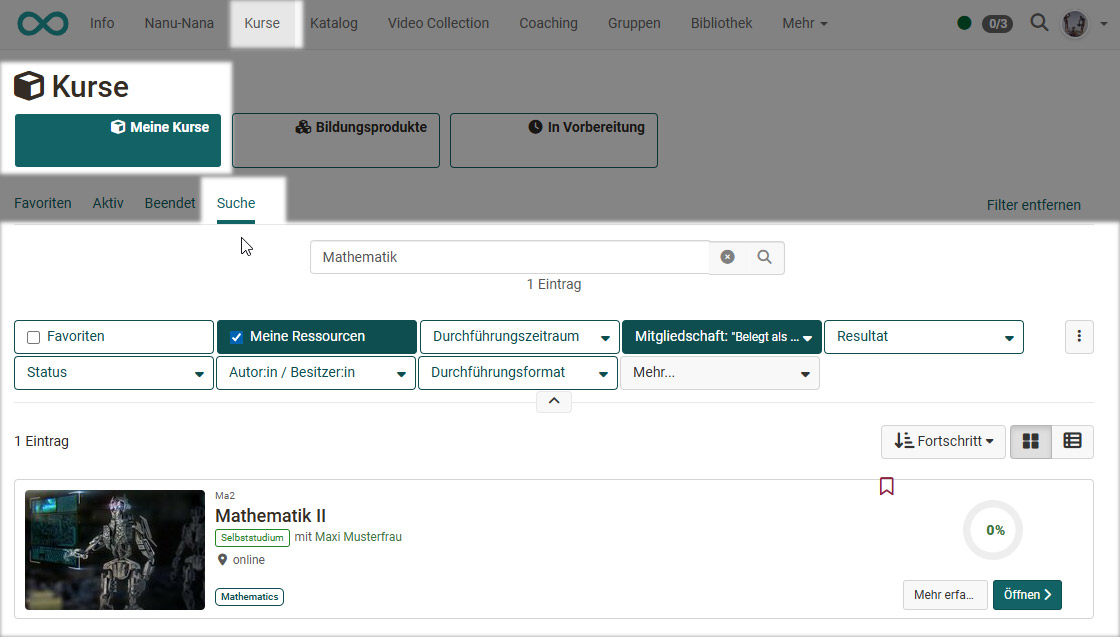 Info Nanu-Nana Kurse Katalog Video Collection Coaching Gruppen Bibliothek Mehr 0/3
Kurse
Meine Kurse Bildungsprodukte In Vorbereitung
Favoriten Aktiv Beendet Suche Filter entfernen
Mathematik
1 Eintrag
Favoriten Meine Ressourcen Durchführungszeitraum Mitgliedschaft: "Belegt als ... Resultat
Status Autor:in / Besitzer:in Durchführungsformat Mehr...
1 Eintrag Fortschritt
Ma2
Mathematik II
Selbststudium mit Maxi Musterfrau
online
0%
Mathematics Mehr erfa... Öffnen